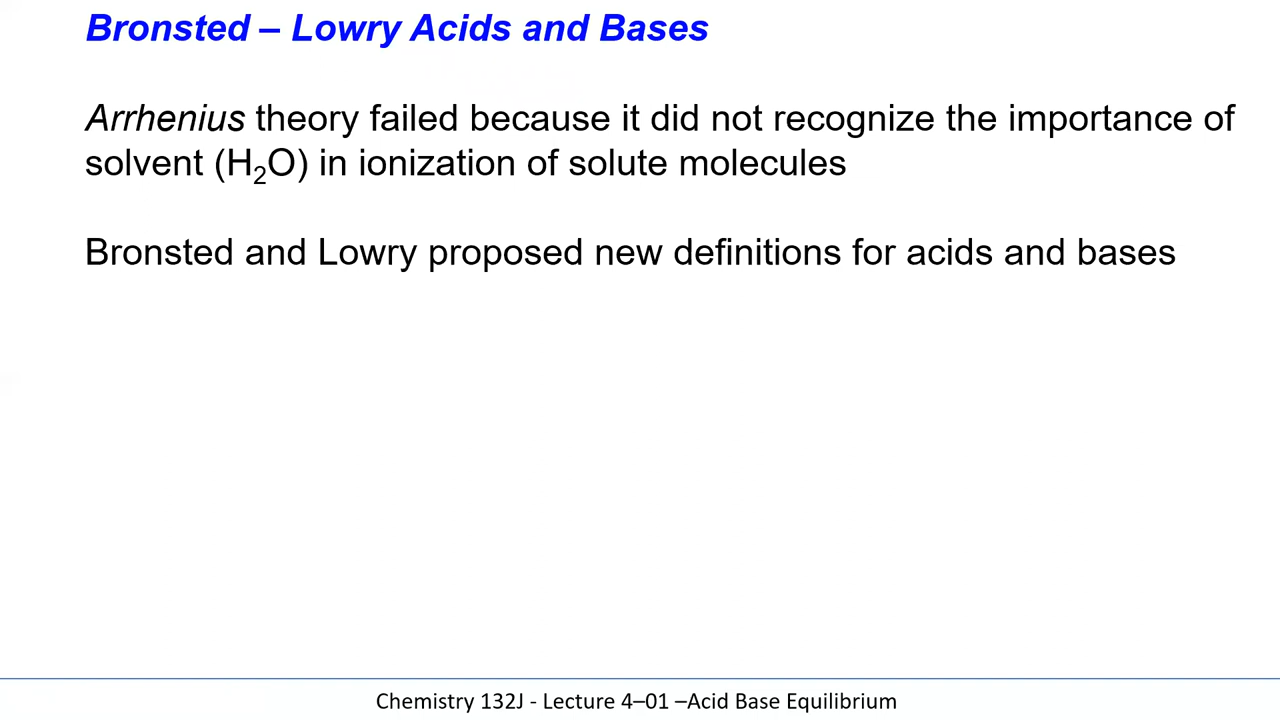 Bronsted – Lowry Acids and Bases
Arrhenius theory failed because it did not recognize the importance of
solvent (H₂O) in ionization of solute molecules
Bronsted and Lowry proposed new definitions for acids and bases
Chemistry 132J - Lecture 4–01 –Acid Base Equilibrium